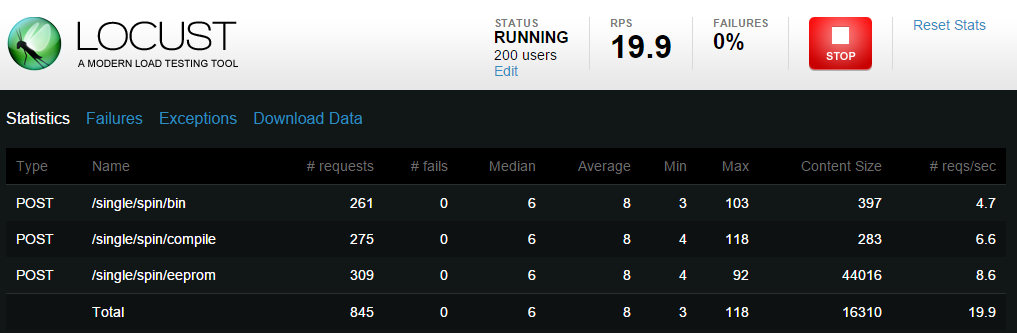 LOCUST
A MODERN LOAD TESTING TOOL
STATUS
RUNNING
200 users
Edit
RPS
19.9
FAILURES
0%
STOP
Reset Stats
Statistics Failures Exceptions Download Data
Type Name # requests # fails Median Average Min Max Content Size # reqs/sec
POST /single/spin/bin 261 0 6 8 3 103 397 4.7
POST /single/spin/compile 275 0 6 8 4 118 283 6.6
POST /single/spin/eeprom 309 0 6 8 4 92 44016 8.6
Total 845 0 6 8 3 118 16310 19.9